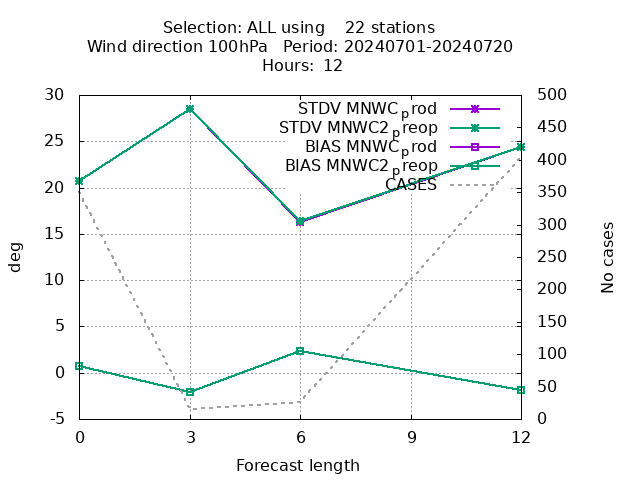 Selection: ALL using    22 stations
Wind direction 100hPa   Period: 20240701-20240720
Hours:  12
STDV MNWC_prod
STDV MNWC2_preop
BIAS MNWC_prod
BIAS MNWC2_preop
CASES
30
25
20
15
10
5
0
-5
deg
500
450
400
350
300
250
200
150
100
50
0
No cases
0 3 6 9 12
Forecast length